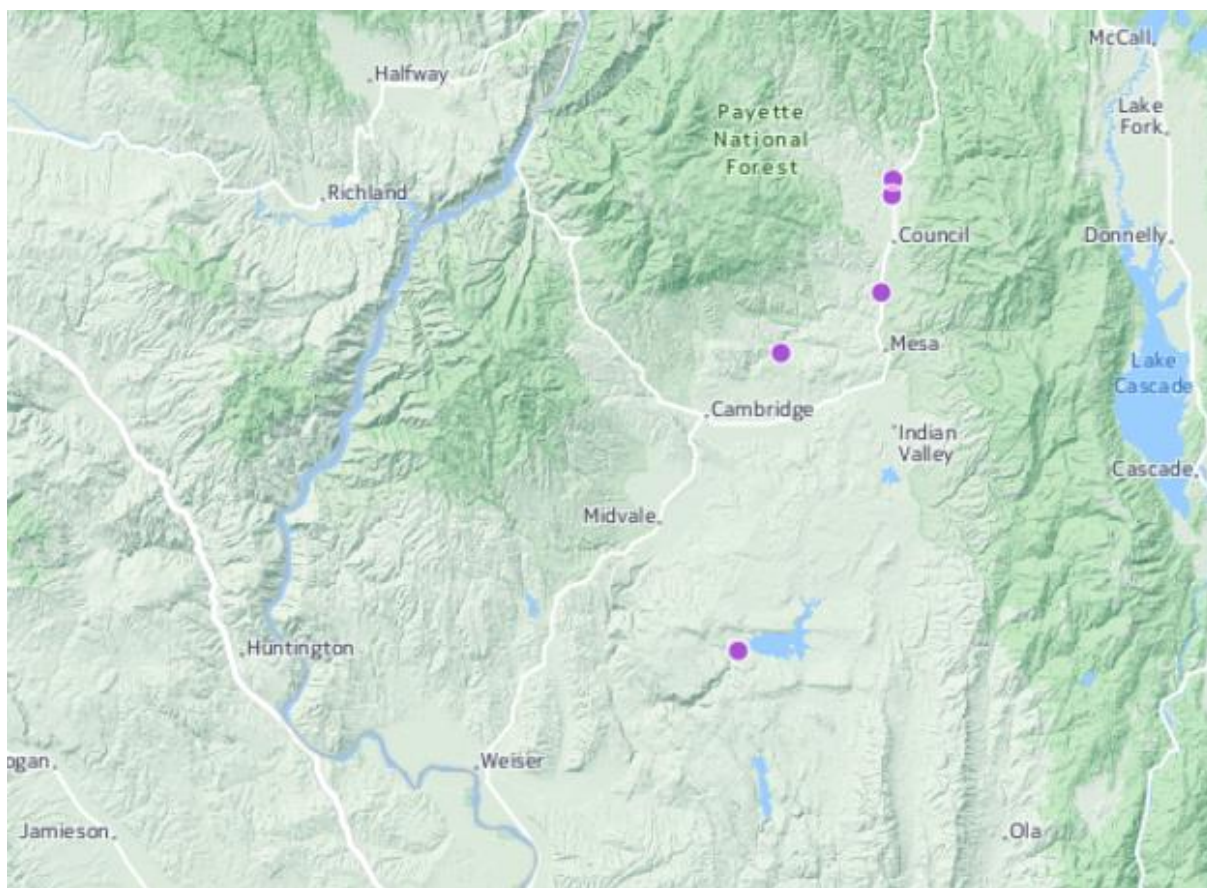 McCall
Halfway
Lake
Fork
Payette
National
Forest
Richland
Council
Donnelly
Mesa
Lake
Cascade
Cambridge
Indian
Valley
Cascade
Midvale
Huntington
Weiser
ogan
Jamieson
Ola